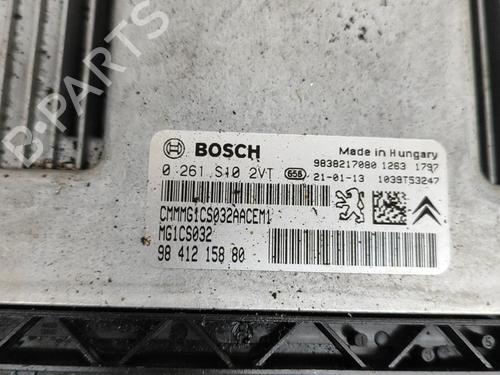 B-PARTS
BOSCH
Made in Hungary
9838217080 1263 1797
0 261 S10 2VT 658 21-01-13 1039T53247
CMMMG1CS032AACEM1
MG1CS032
98 412 158 80